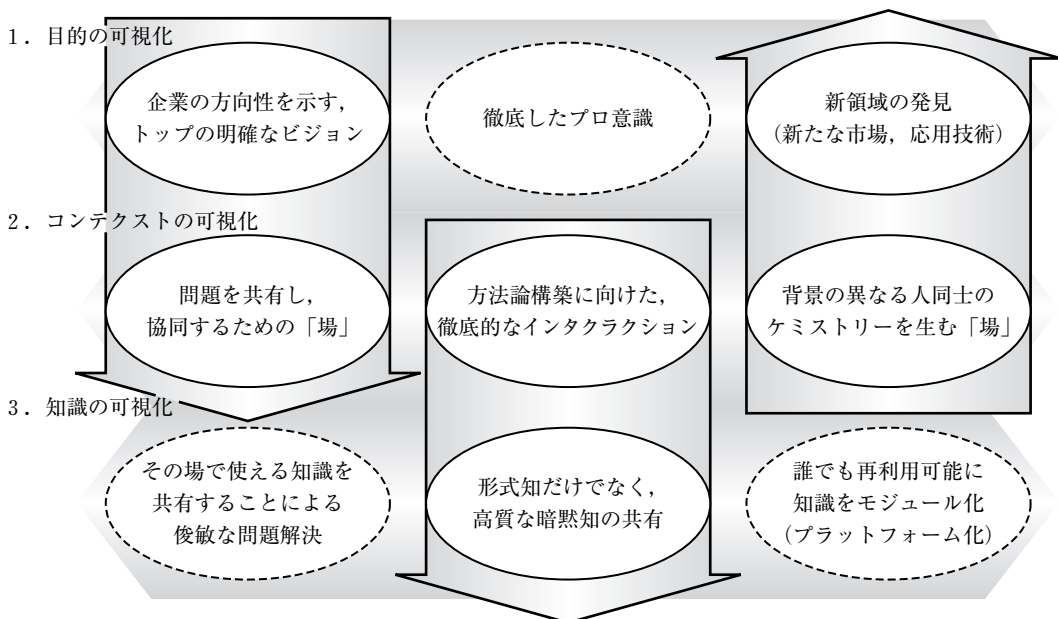 1．目的の可視化
企業の方向性を示す，
トップの明確なビジョン
徹底したプロ意識
新領域の発見
（新たな市場，応用技術）
2．コンテクストの可視化
問題を共有し，
協同するための「場」
方法論構築に向けた，
徹底的なインタクラクション
背景の異なる人同士の
ケミストリーを生む「場」
3．知識の可視化
その場で使える知識を
共有することによる
俊敏な問題解決
形式知だけでなく，
高質な暗黙知の共有
誰でも再利用可能に
知識をモジュール化
（プラットフォーム化）